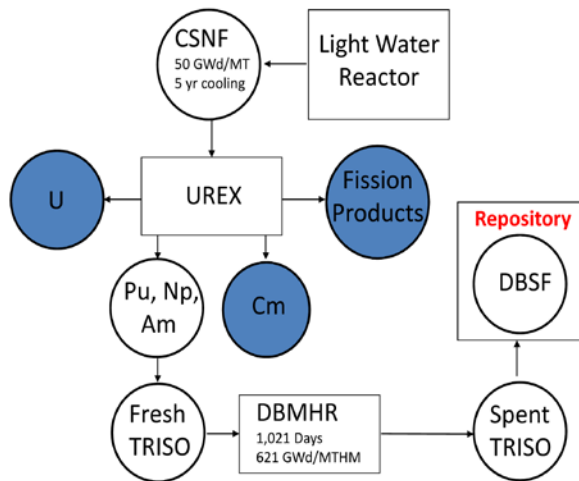 CSNF
50 GWd/MT
5 yr cooling
Light Water
Reactor
U
UREX
Fission
Products
Repository
DBSF
Pu, Np,
Am
Cm
Fresh
TRISO
DBMHR
1,021 Days
621 GWd/MTHM
Spent
TRISO